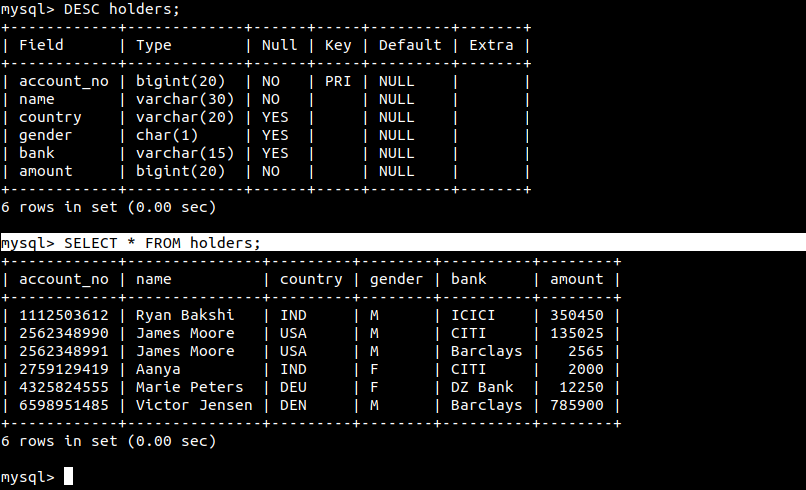 mysql> DESC holders;
+------------+-------------+------+-----+---------+-------+
| Field      | Type        | Null | Key | Default | Extra |
+------------+-------------+------+-----+---------+-------+
| account_no | bigint(20)  | NO   | PRI | NULL    |       |
| name       | varchar(30) | NO   |     | NULL    |       |
| country    | varchar(20) | YES  |     | NULL    |       |
| gender     | char(1)     | YES  |     | NULL    |       |
| bank       | varchar(15) | YES  |     | NULL    |       |
| amount     | bigint(20)  | NO   |     | NULL    |       |
+------------+-------------+------+-----+---------+-------+
6 rows in set (0.00 sec)
mysql> SELECT * FROM holders;
+------------+---------------+---------+--------+----------+--------+
| account_no | name          | country | gender | bank     | amount |
+------------+---------------+---------+--------+----------+--------+
| 1112503612 | Ryan Bakshi   | IND     | M      | ICICI    | 350450 |
| 2562348990 | James Moore   | USA     | M      | CITI     | 135025 |
| 2562348991 | James Moore   | USA     | M      | Barclays |   2565 |
| 2759129419 | Aanya         | IND     | F      | CITI     |   2000 |
| 4325824555 | Marie Peters  | DEU     | F      | DZ Bank  |  12250 |
| 6598951485 | Victor Jensen | DEN     | M      | Barclays | 785900 |
+------------+---------------+---------+--------+----------+--------+
6 rows in set (0.00 sec)
mysql>